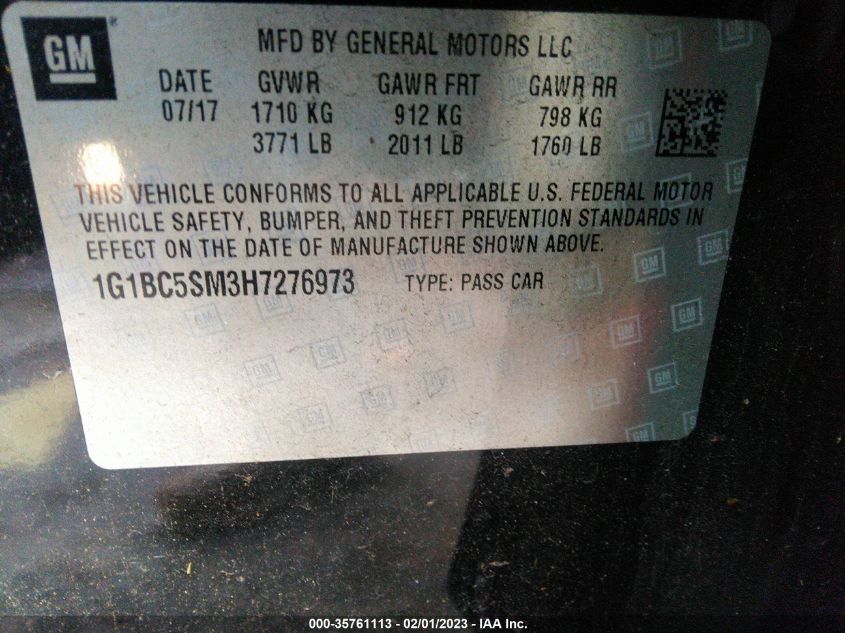 GM ®
MFD BY GENERAL MOTORS LLC
DATE GVWR GAWR FRT GAWR RR
07/17 1710 KG 912 KG 798 KG
3771 LB 2011 LB 1760 LB
THIS VEHICLE CONFORMS TO ALL APPLICABLE U.S. FEDERAL MOTOR
VEHICLE SAFETY, BUMPER, AND THEFT PREVENTION STANDARDS IN
EFFECT ON THE DATE OF MANUFACTURE SHOWN ABOVE.
1G1BC5SM3H7276973 TYPE: PASS CAR
000-35761113 - 02/01/2023 - IAA Inc.